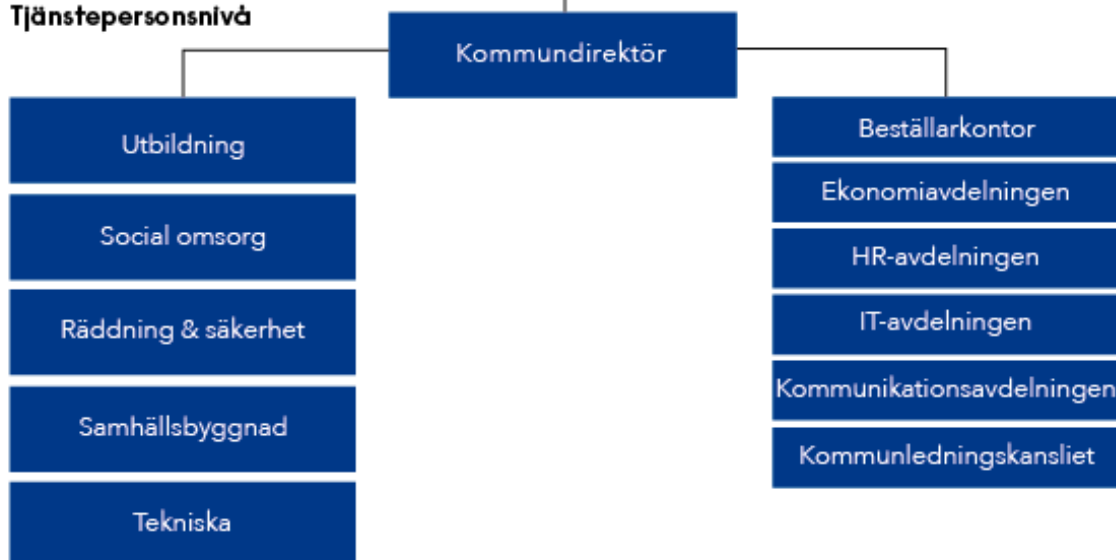 Tjänstepersonsnivå
Kommundirektör
Utbildning
Social omsorg
Räddning & säkerhet
Samhällsbyggnad
Tekniska
Beställarkontor
Ekonomiavdelningen
HR-avdelningen
IT-avdelningen
Kommunikationsavdelningen
Kommunledningskansliet